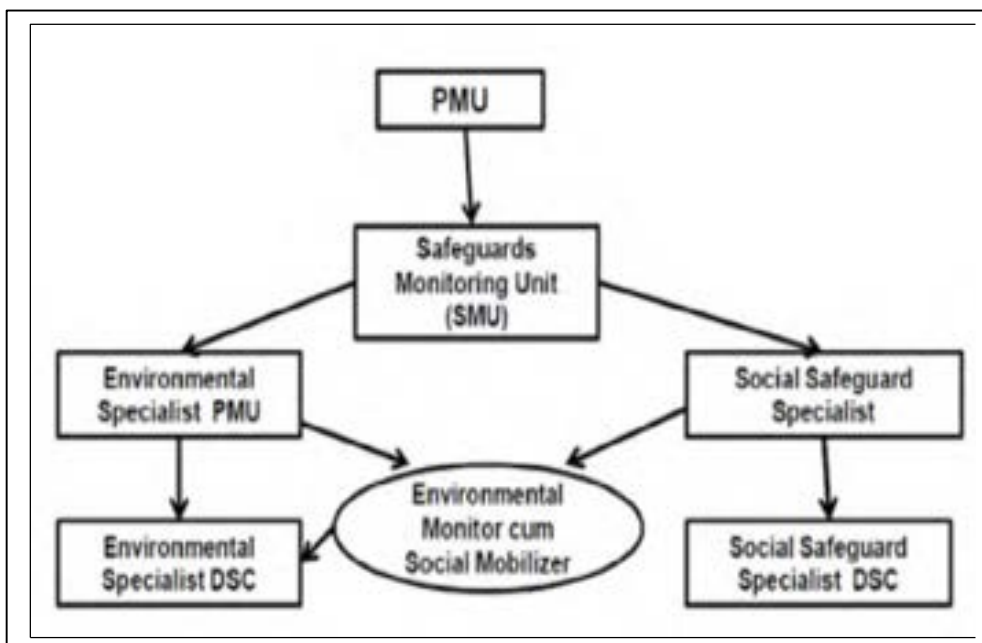 PMU
Safeguards
Monitoring Unit
(SMU)
Environmental
Specialist PMU
Social Safeguard
Specialist
Environmental
Monitor cum
Social Mobilizer
Environmental
Specialist DSC
Social Safeguard
Specialist DSC